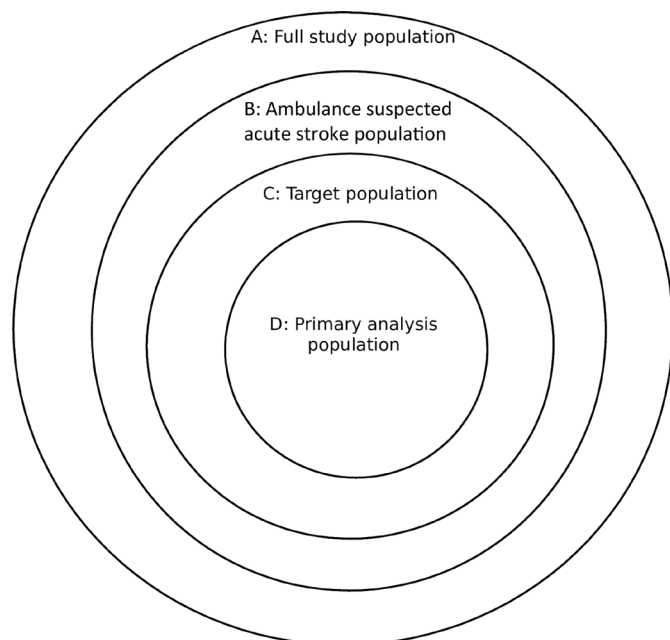 A: Full study population
B: Ambulance suspected
acute stroke population
C: Target population
D: Primary analysis
population